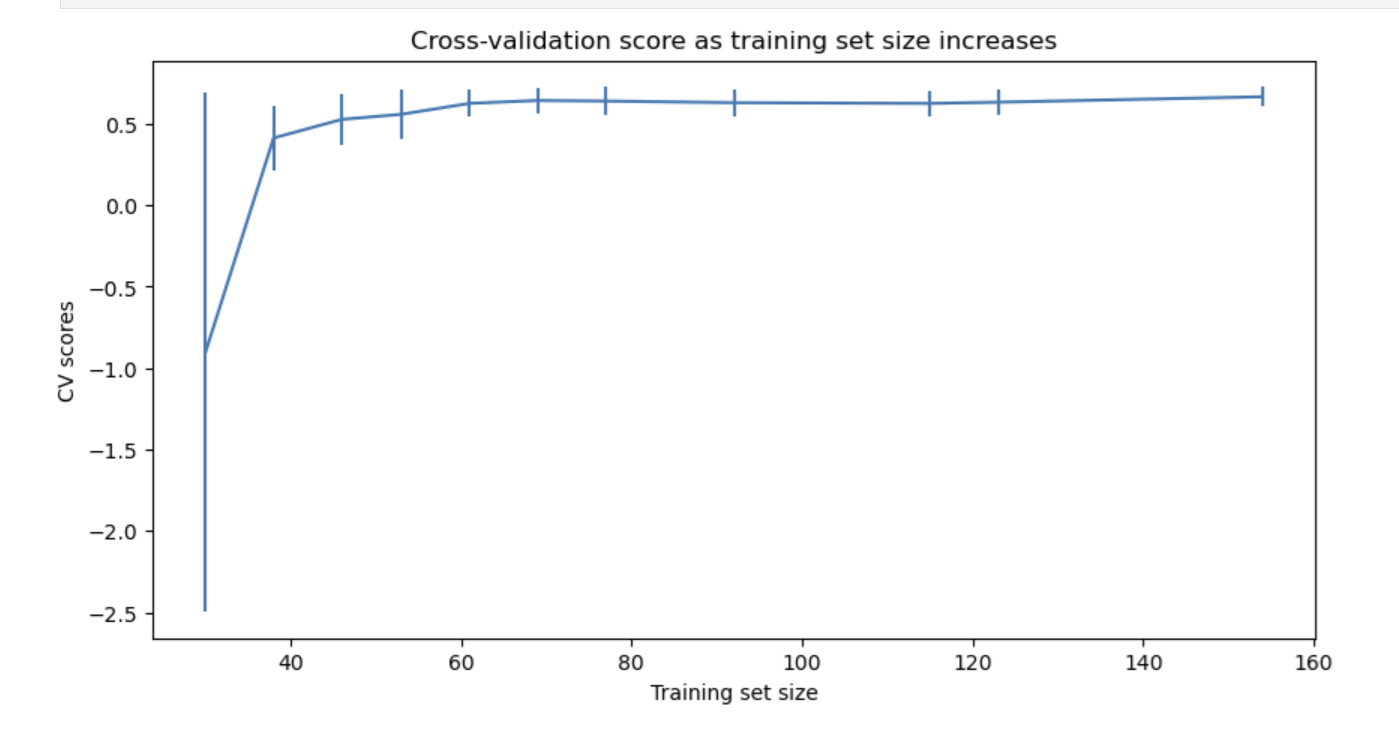 Cross-validation score as training set size increases
CV scores
0.5
0.0
−0.5
−1.0
−1.5
−2.0
−2.5
40 60 80 100 120 140 160
Training set size